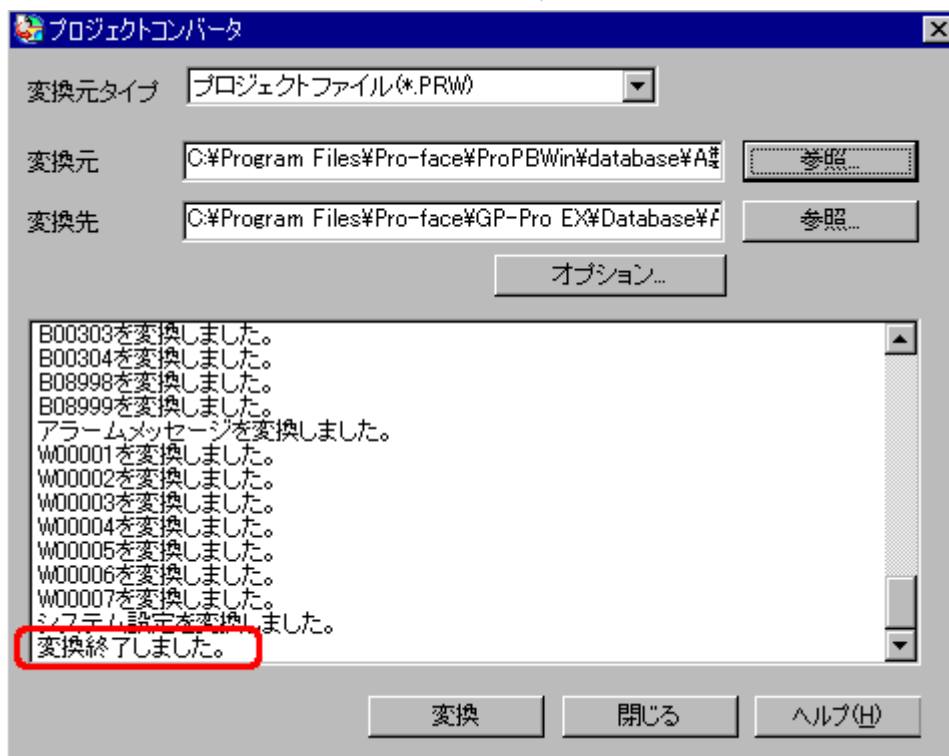 プロジェクトコンバータ
変換元タイプ プロジェクトファイル(*.PRW)
変換元 C:¥Program Files¥Pro-face¥ProPBWin¥database¥A 参照...
変換先 C:¥Program Files¥Pro-face¥GP-Pro EX¥Database¥ 参照...
オプション...
B00303を変換しました。
B00304を変換しました。
B08998を変換しました。
B08999を変換しました。
アラームメッセージを変換しました。
W00001を変換しました。
W00002を変換しました。
W00003を変換しました。
W00004を変換しました。
W00005を変換しました。
W00006を変換しました。
W00007を変換しました。
システム設定を変換しました。
変換終了しました。
変換 閉じる ヘルプ(H)